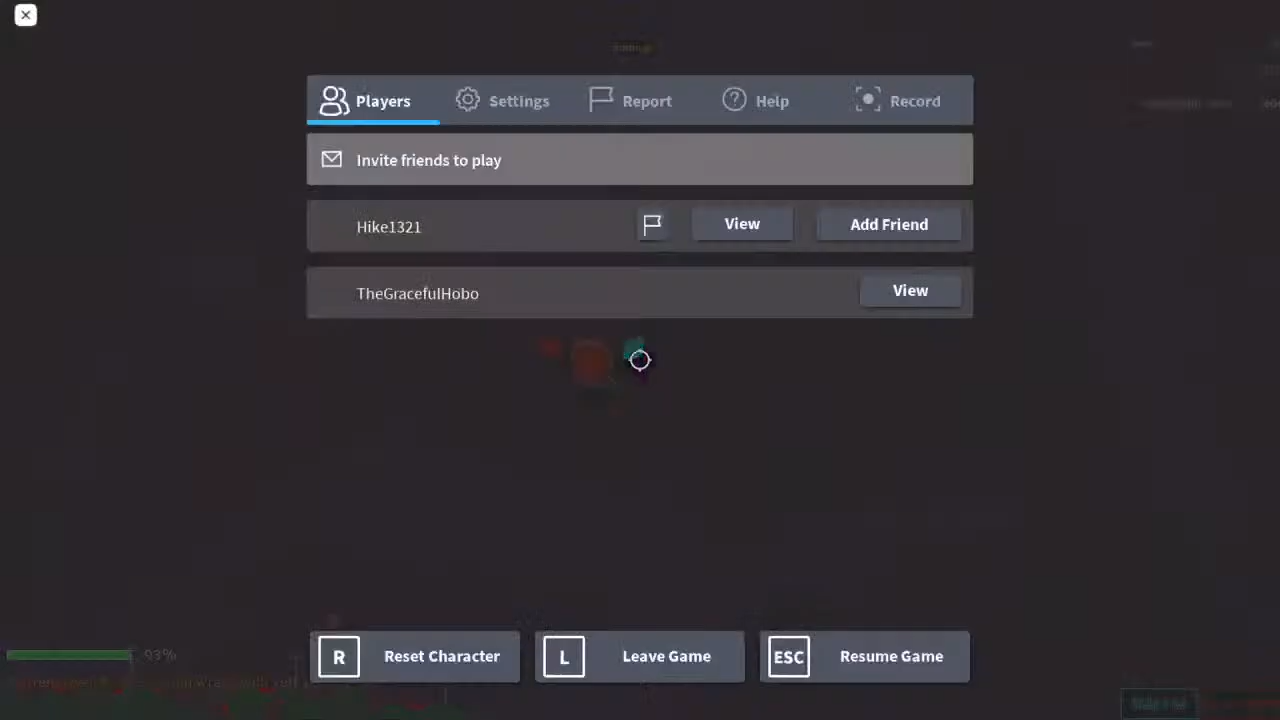 Players
Settings
Report
Help
Record
Invite friends to play
Hike1321
View
Add Friend
TheGracefulHobo
View
93%
R
Reset Character
L
Leave Game
ESC
Resume Game